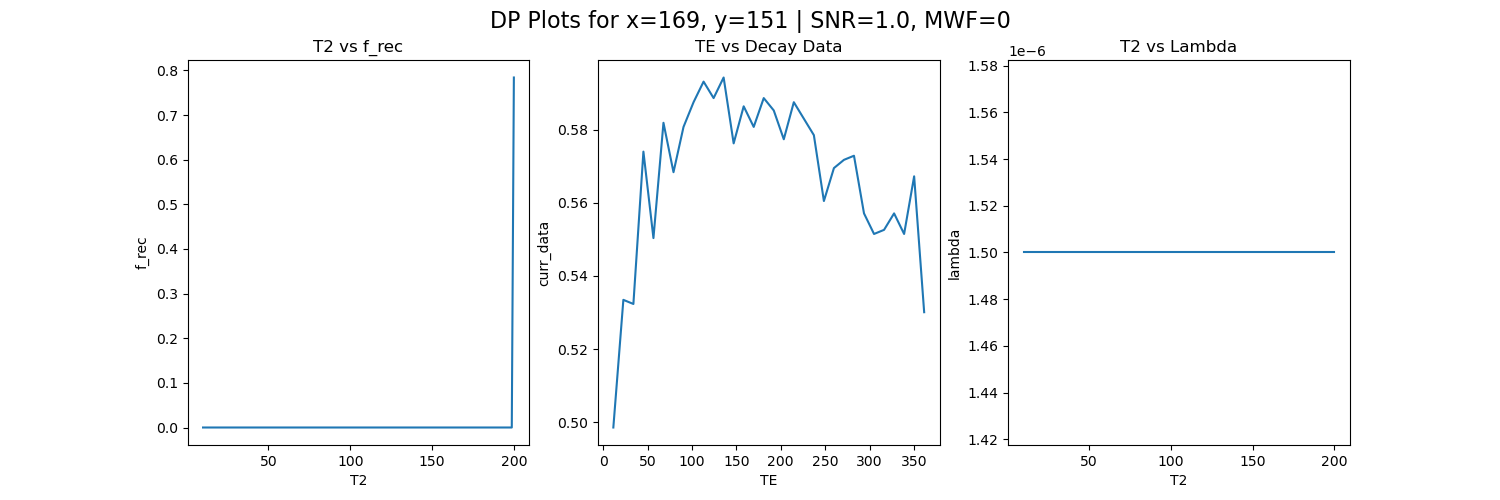 DP Plots for x=169, y=151 | SNR=1.0, MWF=0
T2 vs f_rec
f_rec
0.8
0.7
0.6
0.5
0.4
0.3
0.2
0.1
0.0
50 100 150 200
T2
TE vs Decay Data
curr_data
0.58
0.56
0.54
0.52
0.50
0 50 100 150 200 250 300 350
TE
T2 vs Lambda
1e−6
lambda
1.58
1.56
1.54
1.52
1.50
1.48
1.46
1.44
1.42
50 100 150 200
T2